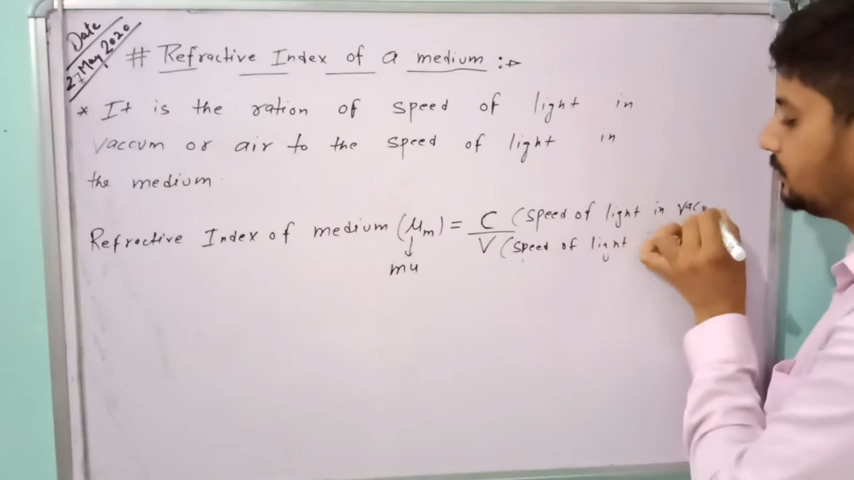 Date
27 May 2020
# Refractive Index of a medium :-
* It is the ration of speed of light in
vaccum or air to the speed of light in
the medium.
Refractive Index of medium (μm) = C (speed of light in vac
V (speed of light
mu